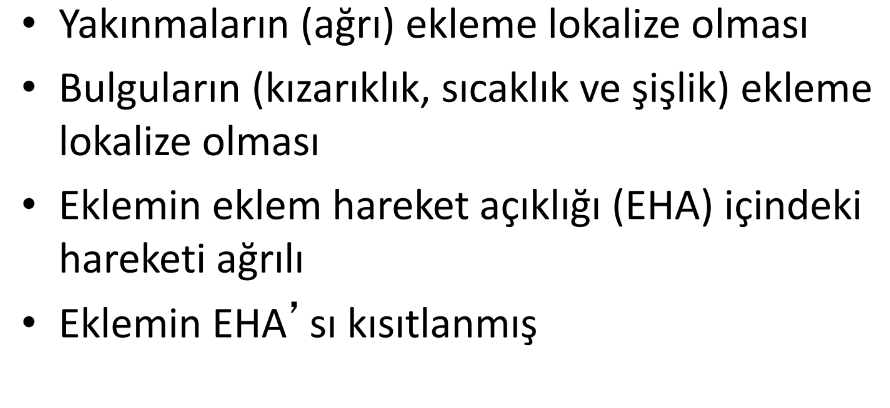 • Yakınmaların (ağrı) ekleme lokalize olması
• Bulguların (kızarıklık, sıcaklık ve şişlik) ekleme
lokalize olması
• Eklemin eklem hareket açıklığı (EHA) içindeki
hareketi ağrılı
• Eklemin EHA’ sı kısıtlanmış